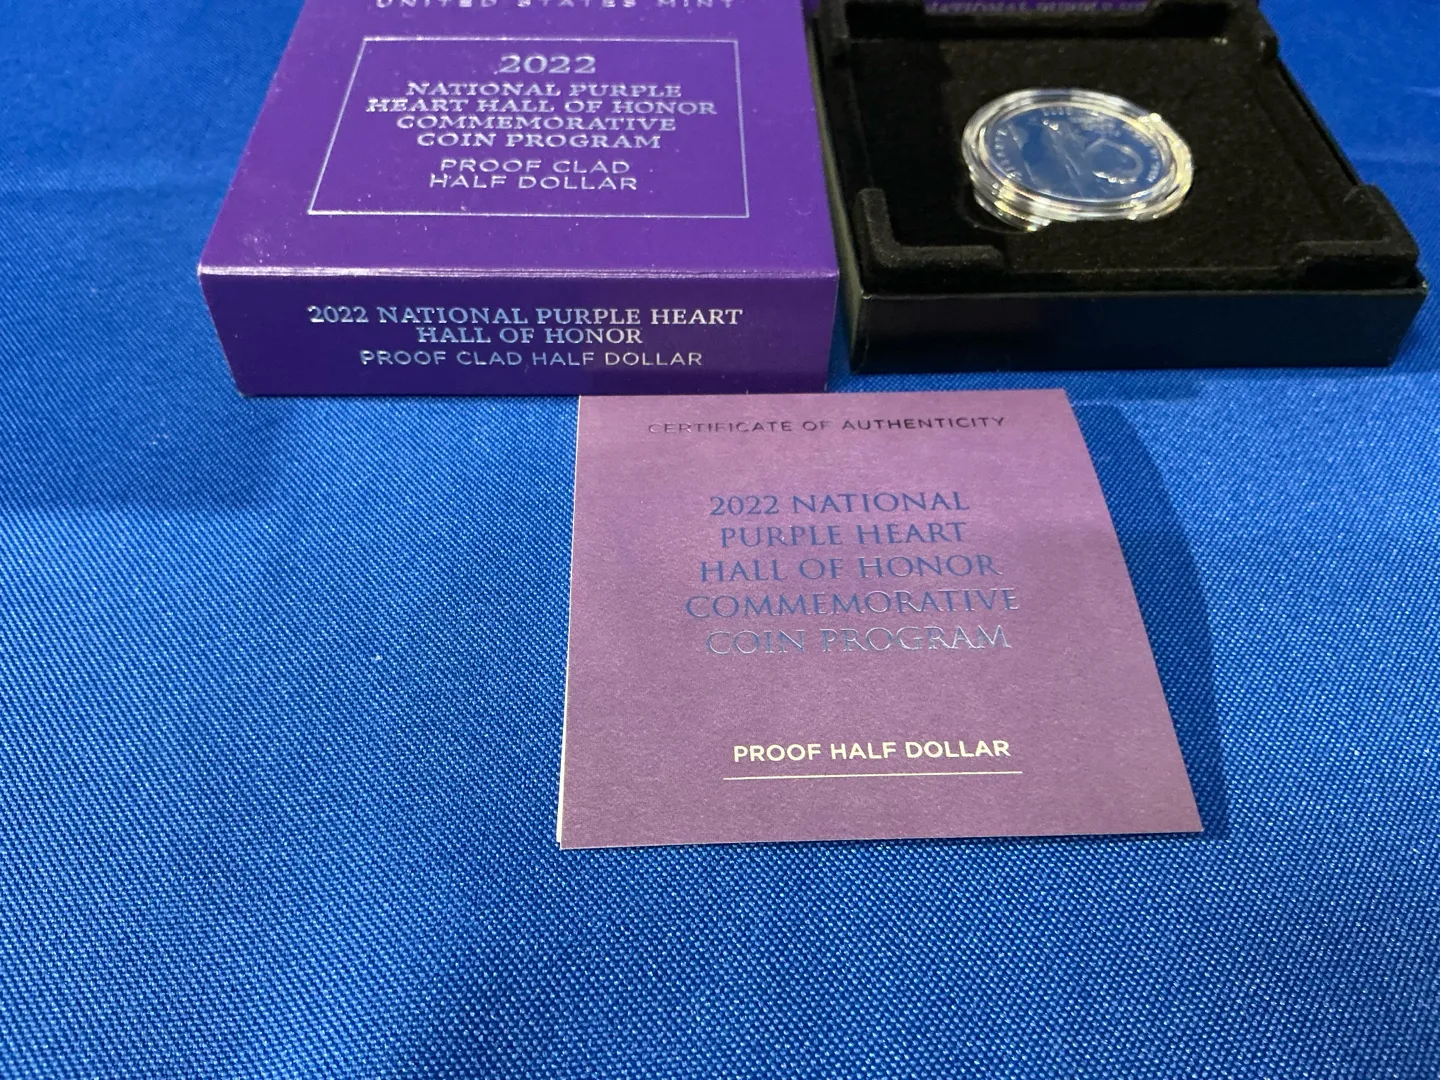 UNITED STATES MINT
2022
NATIONAL PURPLE
HEART HALL OF HONOR
COMMEMORATIVE
COIN PROGRAM
PROOF CLAD
HALF DOLLAR
2022 NATIONAL PURPLE HEART
HALL OF HONOR
PROOF CLAD HALF DOLLAR
NATIONAL PURPLE
CERTIFICATE OF AUTHENTICITY
2022 NATIONAL
PURPLE HEART
HALL OF HONOR
COMMEMORATIVE
COIN PROGRAM
PROOF HALF DOLLAR